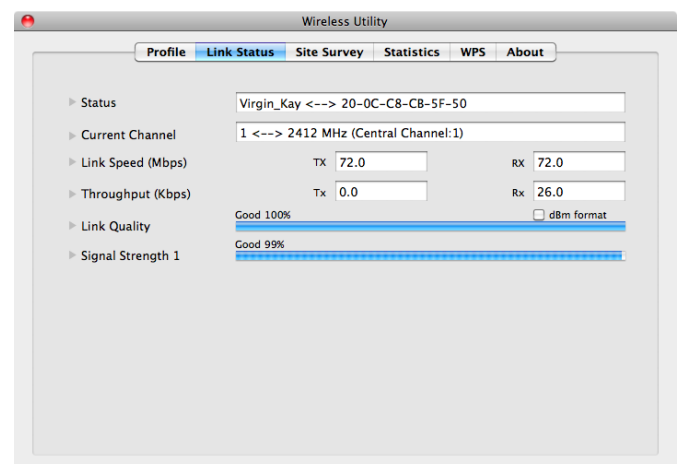 Wireless Utility
Profile Link Status Site Survey Statistics WPS About
Status Virgin_Kay <--> 20-0C-C8-CB-5F-50
Current Channel 1 <--> 2412 MHz (Central Channel:1)
Link Speed (Mbps) TX 72.0 RX 72.0
Throughput (Kbps) Tx 0.0 Rx 26.0
Good 100% dBm format
Link Quality
Good 99%
Signal Strength 1